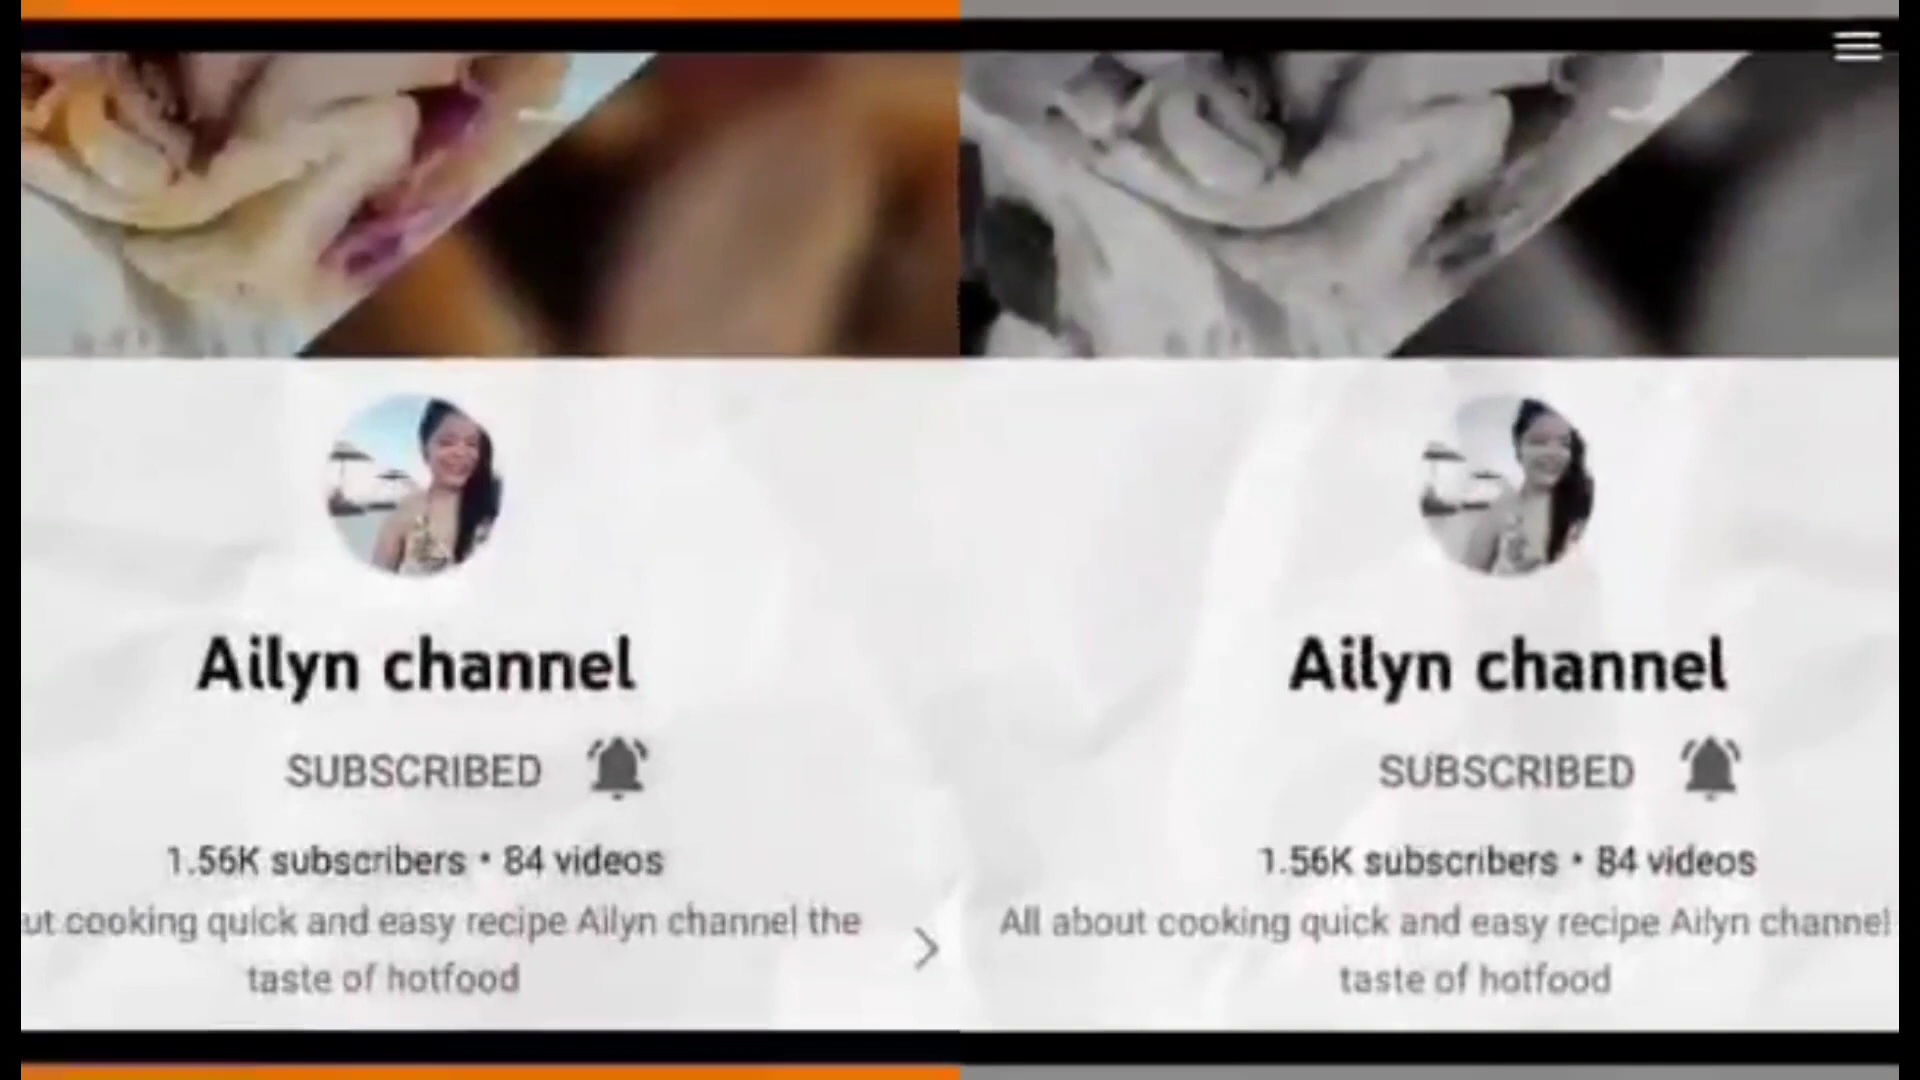 Ailyn channel
SUBSCRIBED
1.56K subscribers • 84 videos
ut cooking quick and easy recipe Ailyn channel the
taste of hotfood
Ailyn channel
SUBSCRIBED
1.56K subscribers • 84 videos
All about cooking quick and easy recipe Ailyn channel
taste of hotfood